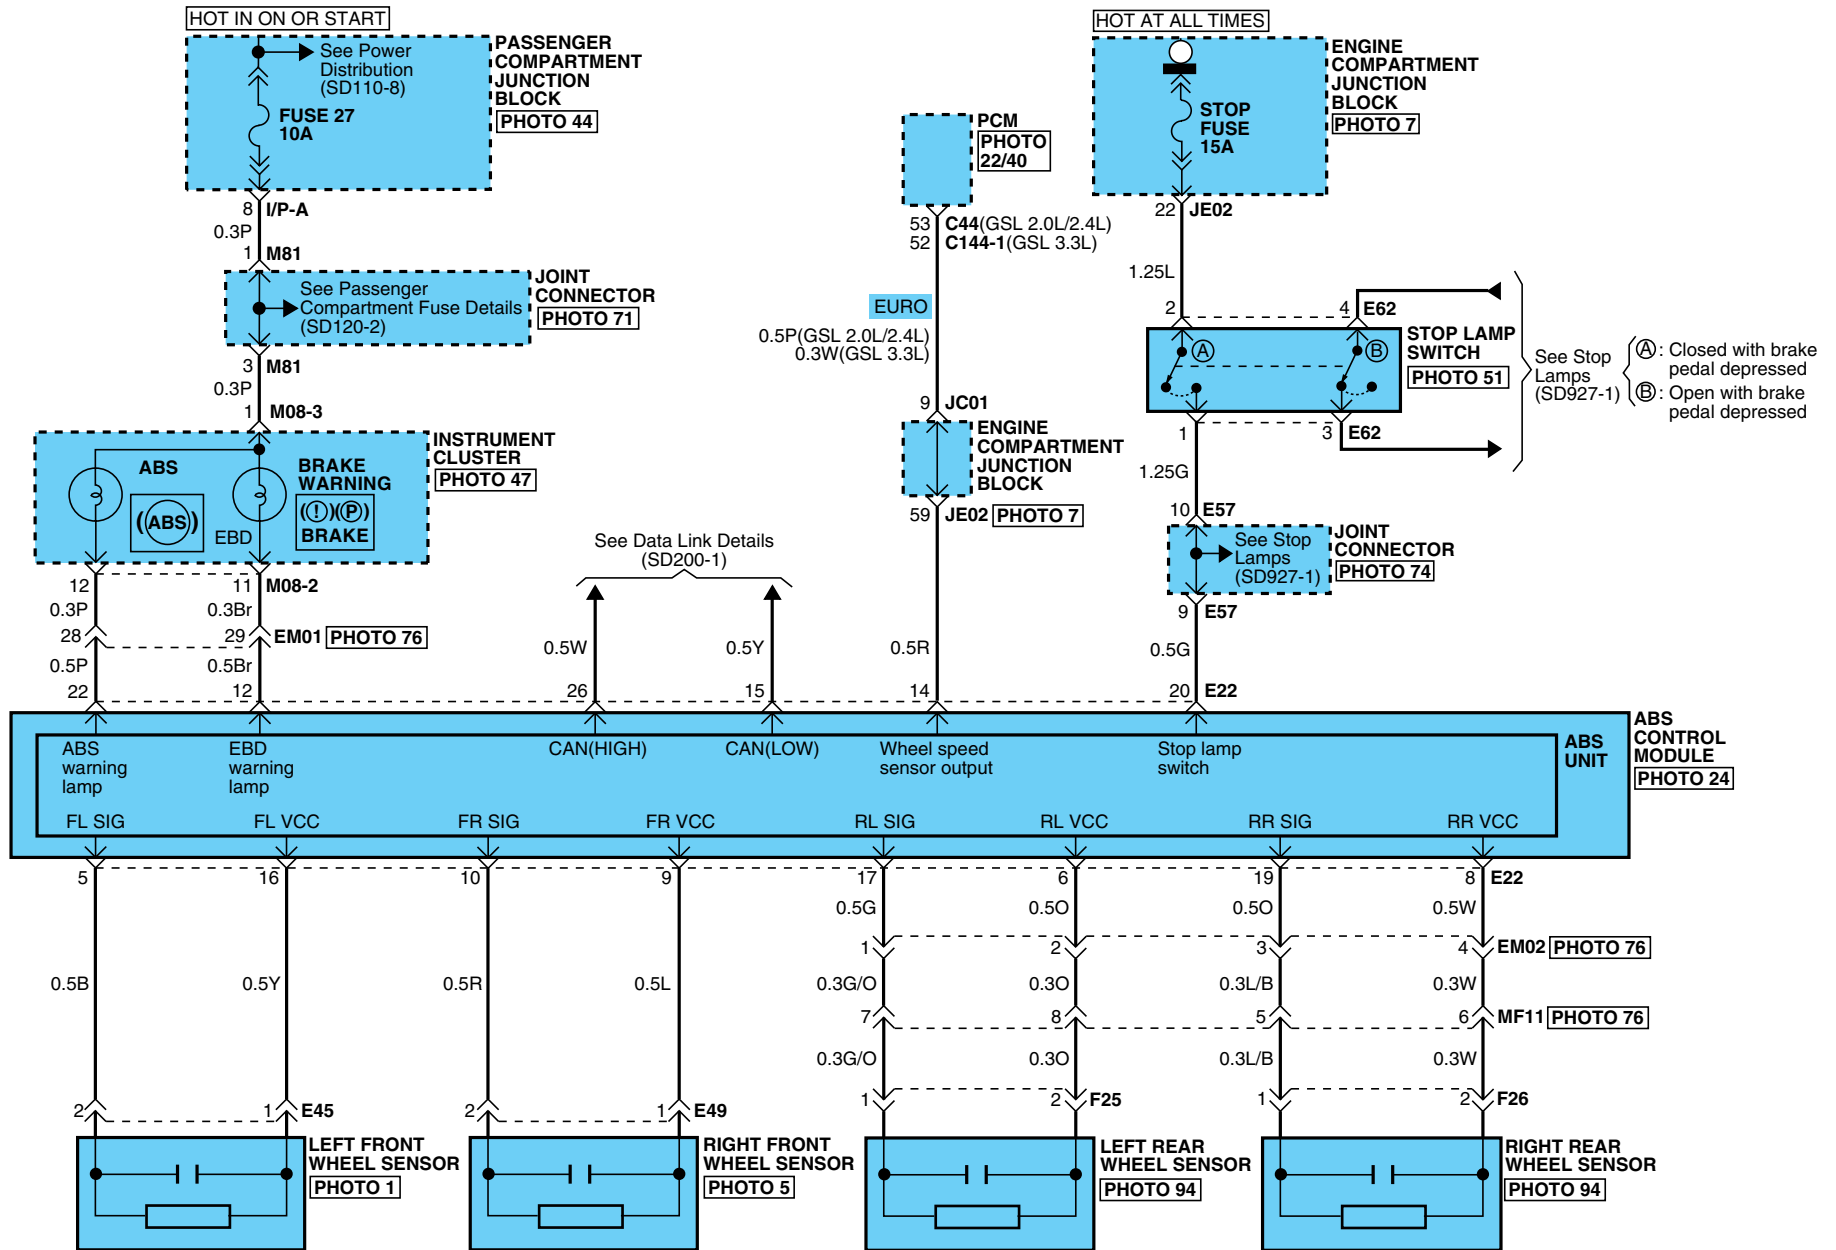 HOT IN ON OR START
See Power
Distribution
(SD110-8)
FUSE 27
10A
PASSENGER
COMPARTMENT
JUNCTION
BLOCK
PHOTO 44
8 I/P-A
0.3P
1 M81
See Passenger
Compartment Fuse Details
(SD120-2)
JOINT
CONNECTOR
PHOTO 71
3 M81
0.3P
1 M08-3
ABS
(ABS)
BRAKE
WARNING
(!)(P)
BRAKE
EBD
INSTRUMENT
CLUSTER
PHOTO 47
12 11 M08-2
0.3P 0.3Br
28 29 EM01 PHOTO 76
0.5P 0.5Br
22 12
See Data Link Details
(SD200-1)
0.5W 0.5Y
26 15
PCM
PHOTO
22/40
53 C44(GSL 2.0L/2.4L)
52 C144-1(GSL 3.3L)
EURO
0.5P(GSL 2.0L/2.4L)
0.3W(GSL 3.3L)
9 JC01
ENGINE
COMPARTMENT
JUNCTION
BLOCK
59 JE02 PHOTO 7
0.5R
14
HOT AT ALL TIMES
STOP
FUSE
15A
ENGINE
COMPARTMENT
JUNCTION
BLOCK
PHOTO 7
22 JE02
1.25L
2 4 E62
A B
STOP LAMP
SWITCH
PHOTO 51
See Stop
Lamps
(SD927-1)
A : Closed with brake
pedal depressed
B : Open with brake
pedal depressed
1 3 E62
1.25G
10 E57
See Stop
Lamps
(SD927-1)
JOINT
CONNECTOR
PHOTO 74
9 E57
0.5G
20 E22
ABS
warning
lamp
EBD
warning
lamp
CAN(HIGH)
CAN(LOW)
Wheel speed
sensor output
Stop lamp
switch
ABS
UNIT
ABS
CONTROL
MODULE
PHOTO 24
FL SIG FL VCC FR SIG FR VCC RL SIG RL VCC RR SIG RR VCC
5 16 10 9 17 6 19 8 E22
0.5G 0.5O 0.5O 0.5W
1 2 3 4 EM02 PHOTO 76
0.5B 0.5Y 0.5R 0.5L 0.3G/O 0.3O 0.3L/B 0.3W
7 8 5 6 MF11 PHOTO 76
0.3G/O 0.3O 0.3L/B 0.3W
2 1 E45 2 1 E49 1 2 F25 1 2 F26
LEFT FRONT
WHEEL SENSOR
PHOTO 1
RIGHT FRONT
WHEEL SENSOR
PHOTO 5
LEFT REAR
WHEEL SENSOR
PHOTO 94
RIGHT REAR
WHEEL SENSOR
PHOTO 94